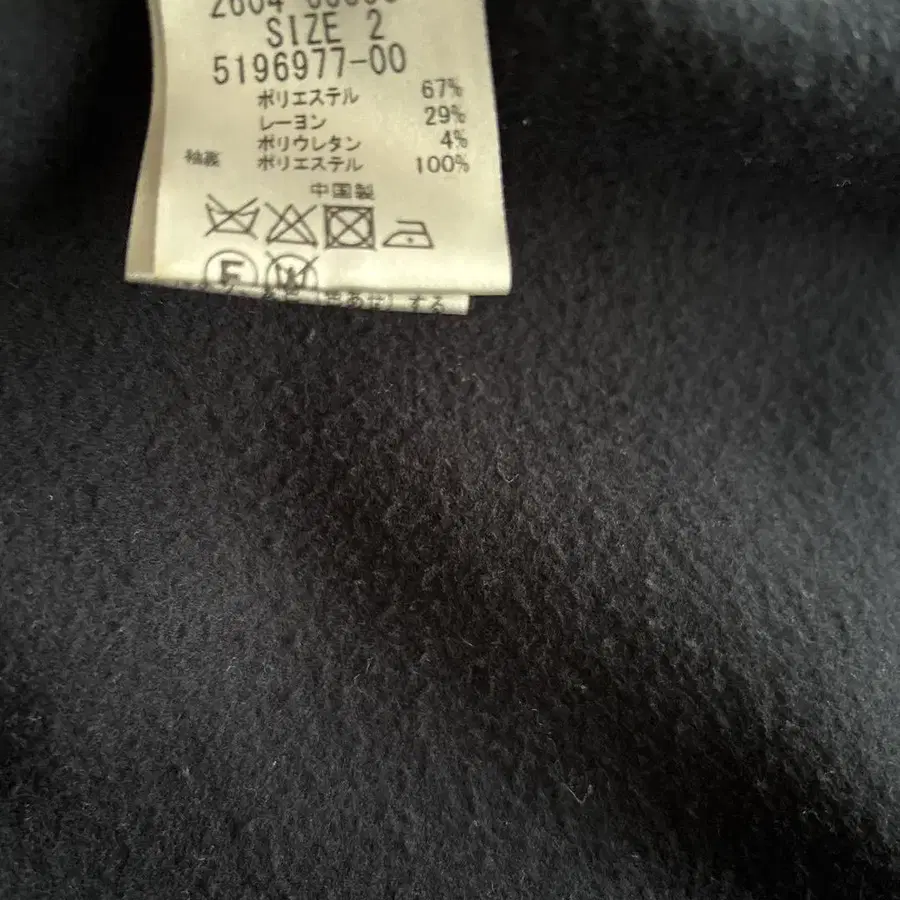 SIZE 2
5196977-00
ポリエステル 67%
レーヨン 29%
ポリウレタン 4%
袖裏 ポリエステル 100%
中国製
F W